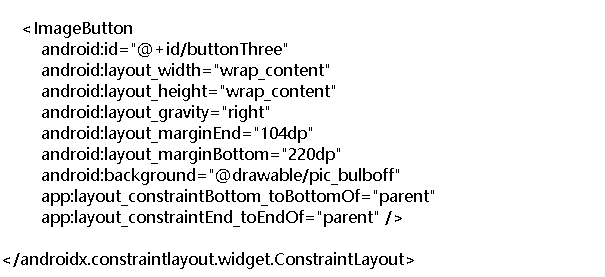 <ImageButton
android:id="@+id/buttonThree"
android:layout_width="wrap_content"
android:layout_height="wrap_content"
android:layout_gravity="right"
android:layout_marginEnd="104dp"
android:layout_marginBottom="220dp"
android:background="@drawable/pic_bulboff"
app:layout_constraintBottom_toBottomOf="parent"
app:layout_constraintEnd_toEndOf="parent" />
</androidx.constraintlayout.widget.ConstraintLayout>